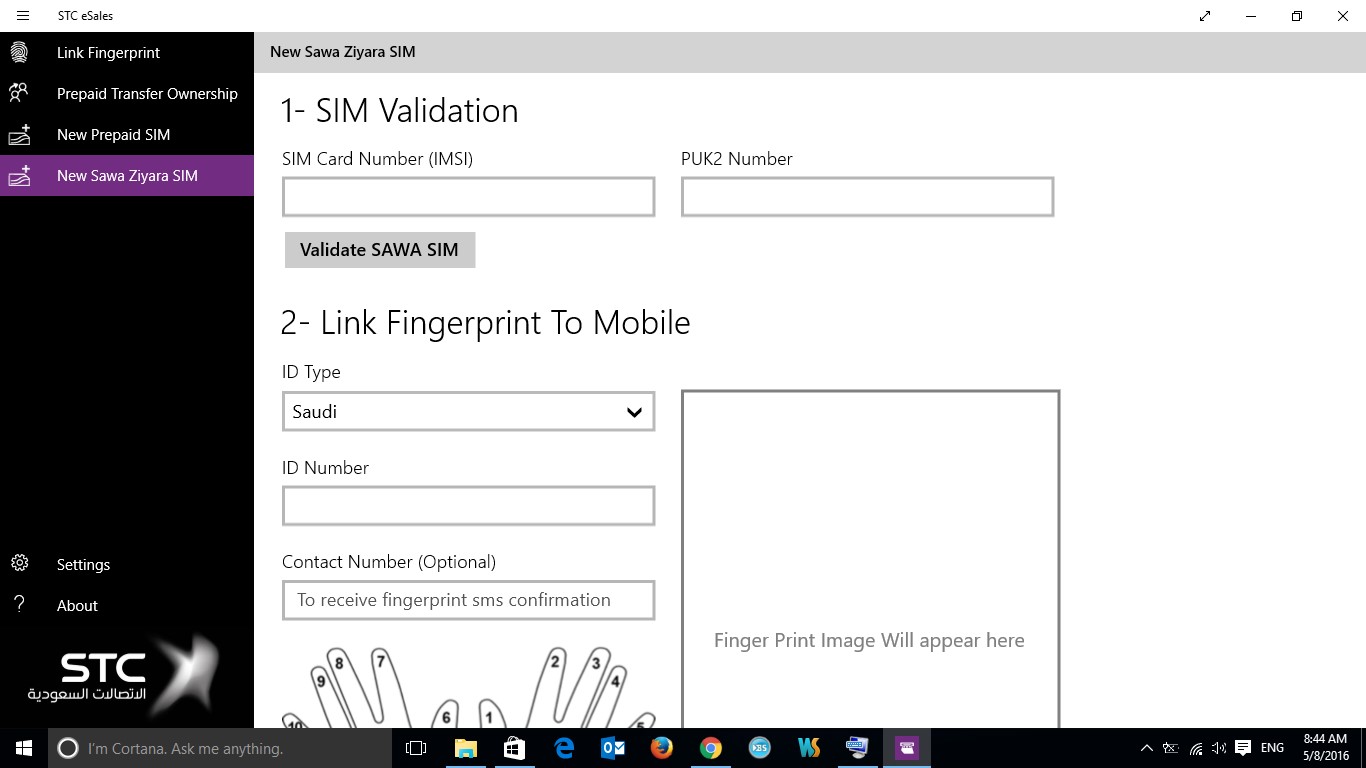 STC eSales
Link Fingerprint
Prepaid Transfer Ownership
New Prepaid SIM
New Sawa Ziyara SIM
Settings
About
STC
الاتصالات السعودية
New Sawa Ziyara SIM
1- SIM Validation
SIM Card Number (IMSI)
PUK2 Number
Validate SAWA SIM
2- Link Fingerprint To Mobile
ID Type
Saudi
ID Number
Contact Number (Optional)
To receive fingerprint sms confirmation
Finger Print Image Will appear here
10 9 8 7 6 1 2 3 4 5
I'm Cortana. Ask me anything.
KBS
WS
ENG
8:44 AM
5/8/2016